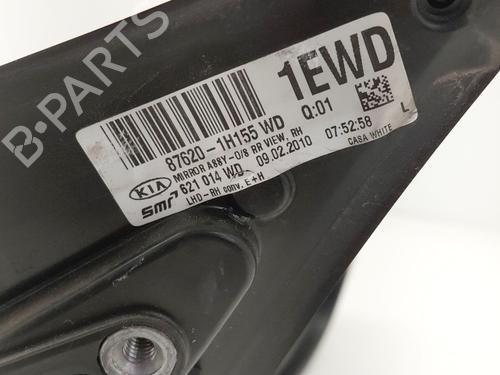 B-PARTS
1EWD
87620-1H155 WD Q:01
MIRROR ASSY-O/S RR VIEW, RH
KIA 621 014 WD 09.02.2010 07:52:58 L
smr LHD-RH conv. E+H CASA WHITE